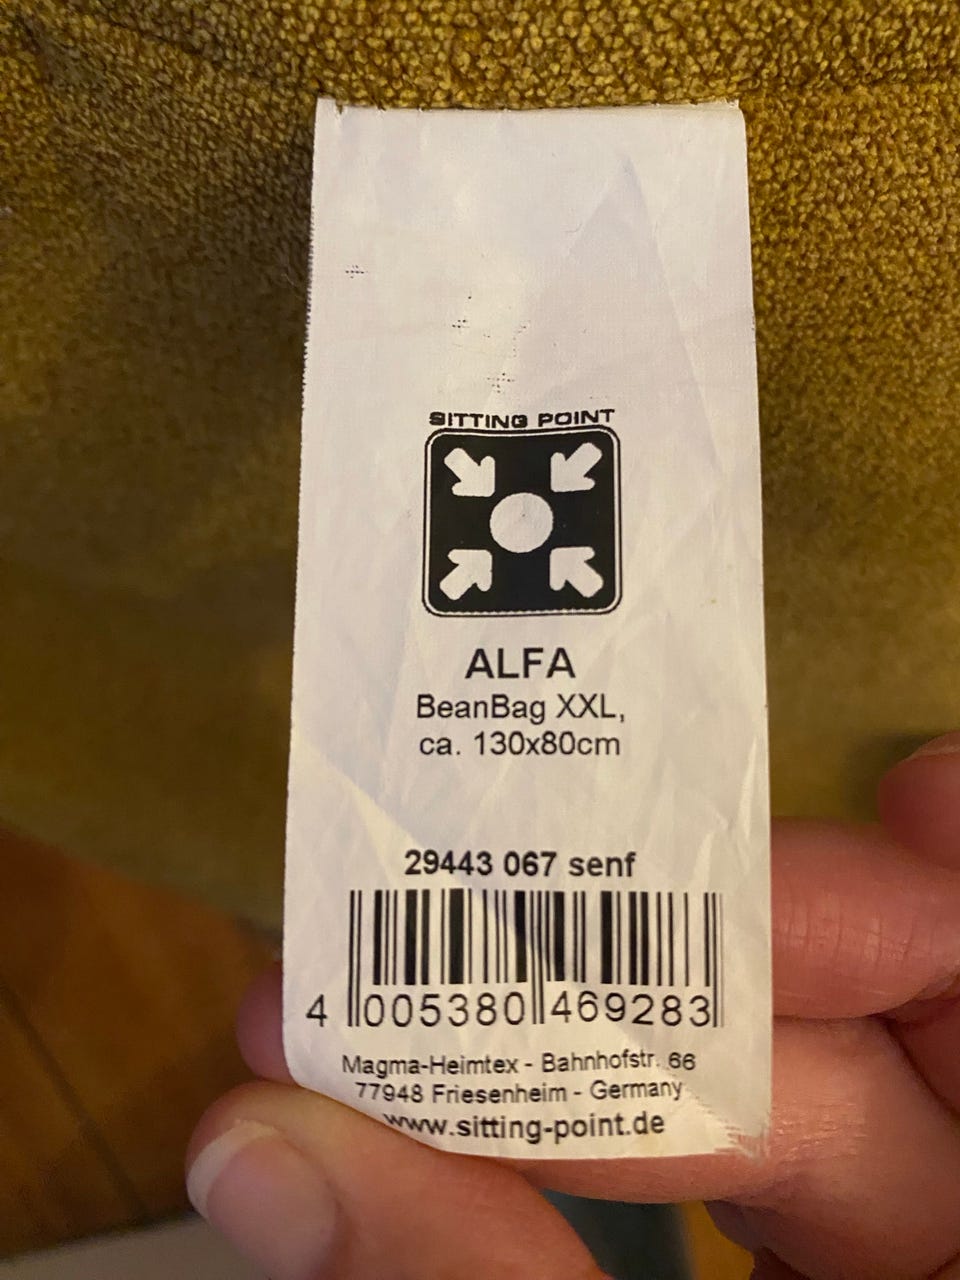 SITTING POINT
ALFA
BeanBag XXL,
ca. 130x80cm
29443 067 senf
4 005380 469283
Magma-Heimtex - Bahnhofstr. 66
77948 Friesenheim - Germany
www.sitting-point.de